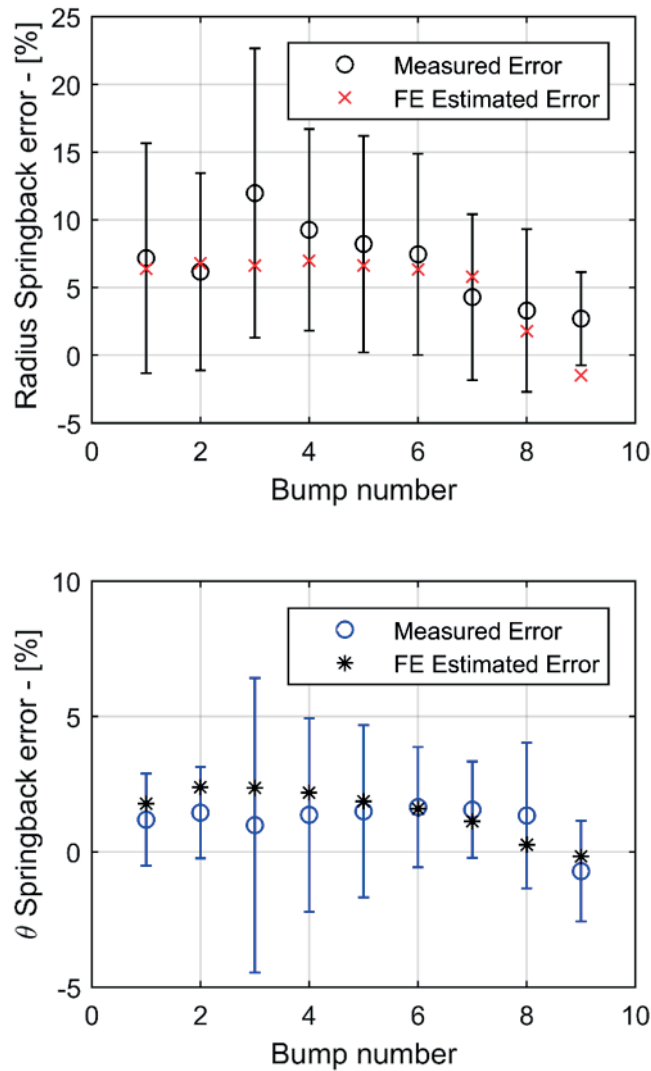 Radius Springback error - [%]
25
20
15
10
5
0
-5
Measured Error
FE Estimated Error
0 2 4 6 8 10
Bump number
θ Springback error - [%]
10
5
0
-5
Measured Error
FE Estimated Error
0 2 4 6 8 10
Bump number